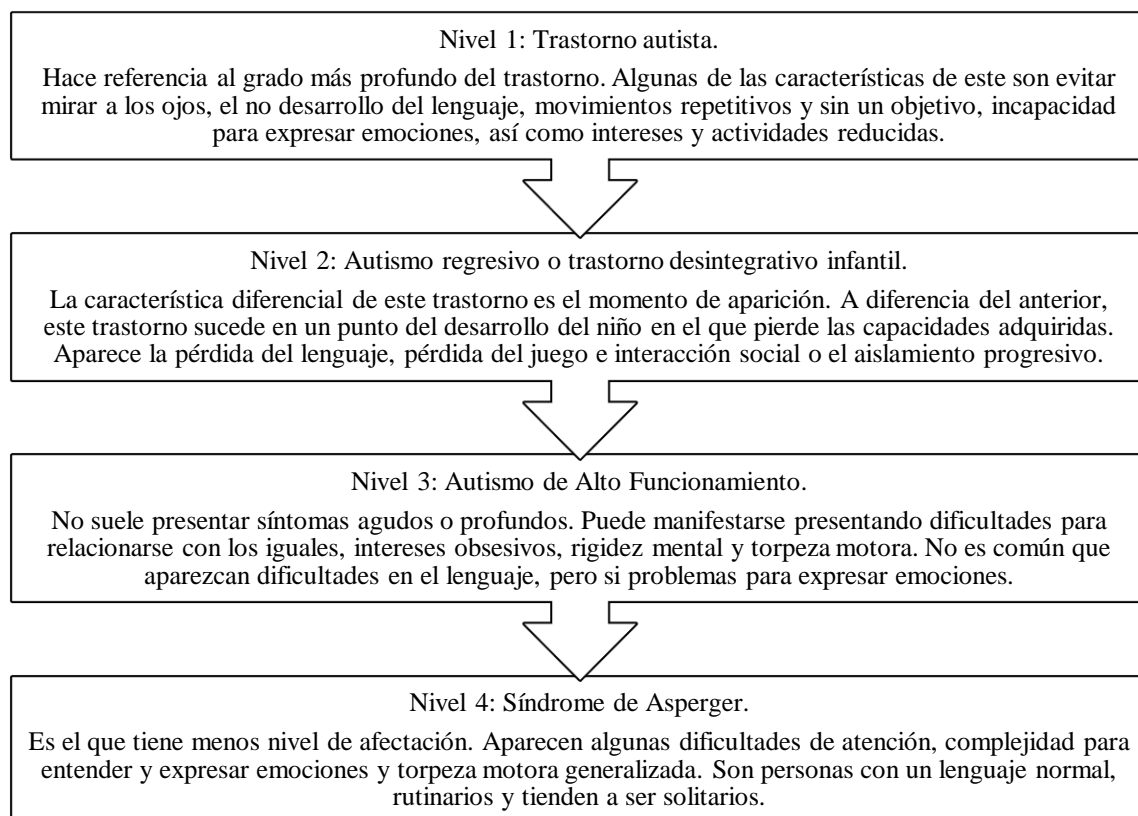 Nivel 1: Trastorno autista.
Hace referencia al grado más profundo del trastorno. Algunas de las características de este son evitar
mirar a los ojos, el no desarrollo del lenguaje, movimientos repetitivos y sin un objetivo, incapacidad
para expresar emociones, así como intereses y actividades reducidas.
Nivel 2: Autismo regresivo o trastorno desintegrativo infantil.
La característica diferencial de este trastorno es el momento de aparición. A diferencia del anterior,
este trastorno sucede en un punto del desarrollo del niño en el que pierde las capacidades adquiridas.
Aparece la pérdida del lenguaje, pérdida del juego e interacción social o el aislamiento progresivo.
Nivel 3: Autismo de Alto Funcionamiento.
No suele presentar síntomas agudos o profundos. Puede manifestarse presentando dificultades para
relacionarse con los iguales, intereses obsesivos, rigidez mental y torpeza motora. No es común que
aparezcan dificultades en el lenguaje, pero si problemas para expresar emociones.
Nivel 4: Síndrome de Asperger.
Es el que tiene menos nivel de afectación. Aparecen algunas dificultades de atención, complejidad para
entender y expresar emociones y torpeza motora generalizada. Son personas con un lenguaje normal,
rutinarios y tienden a ser solitarios.